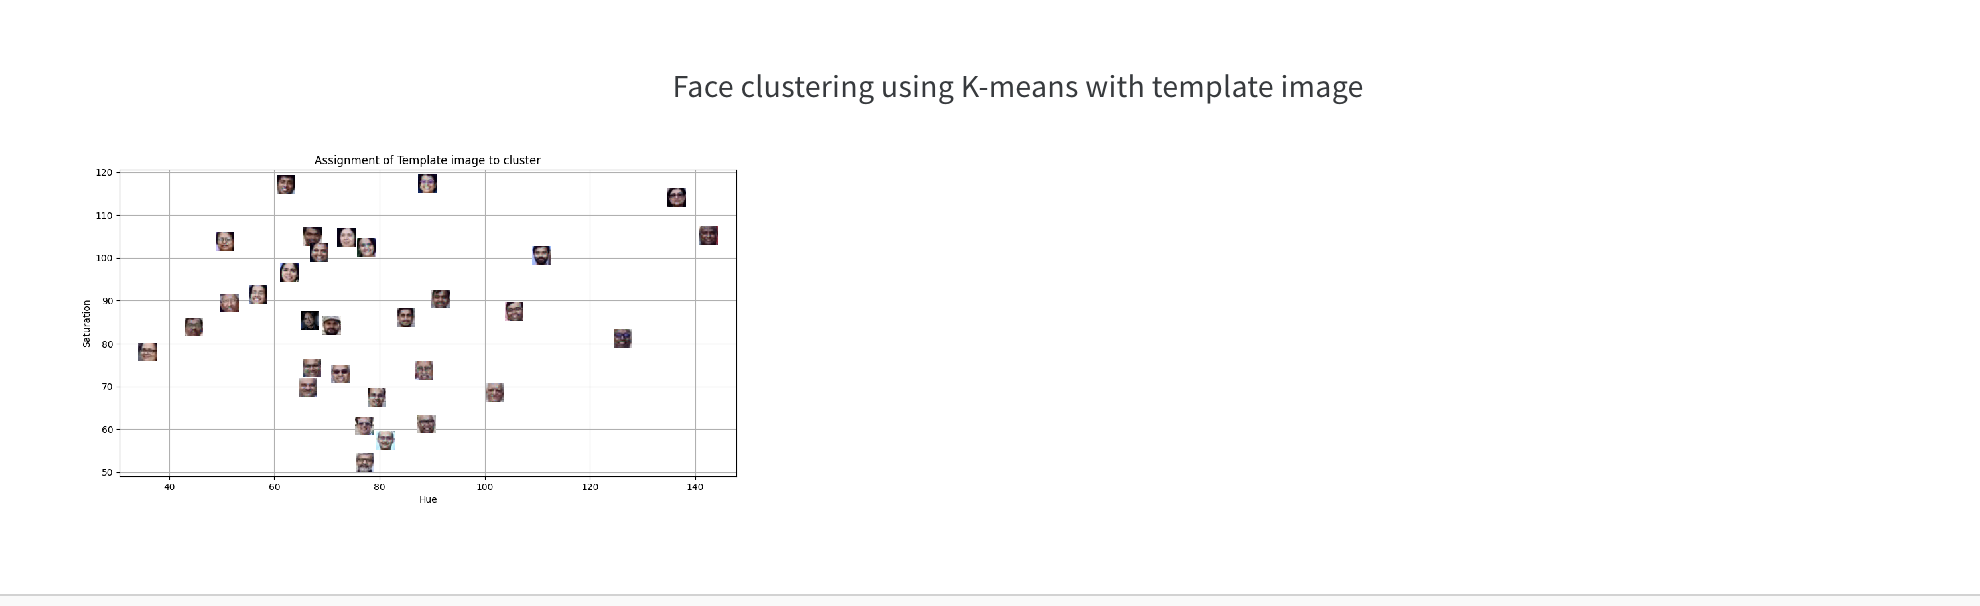 Face clustering using K-means with template image
Assignment of Template image to cluster
120
110
100
90
80
70
60
50
Saturation
40 60 80 100 120 140
Hue